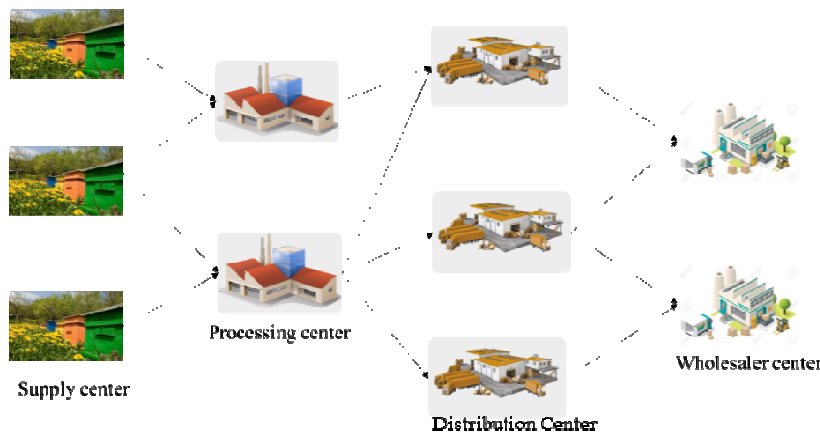 Processing center
Wholesaler center
Supply center
Distribution Center